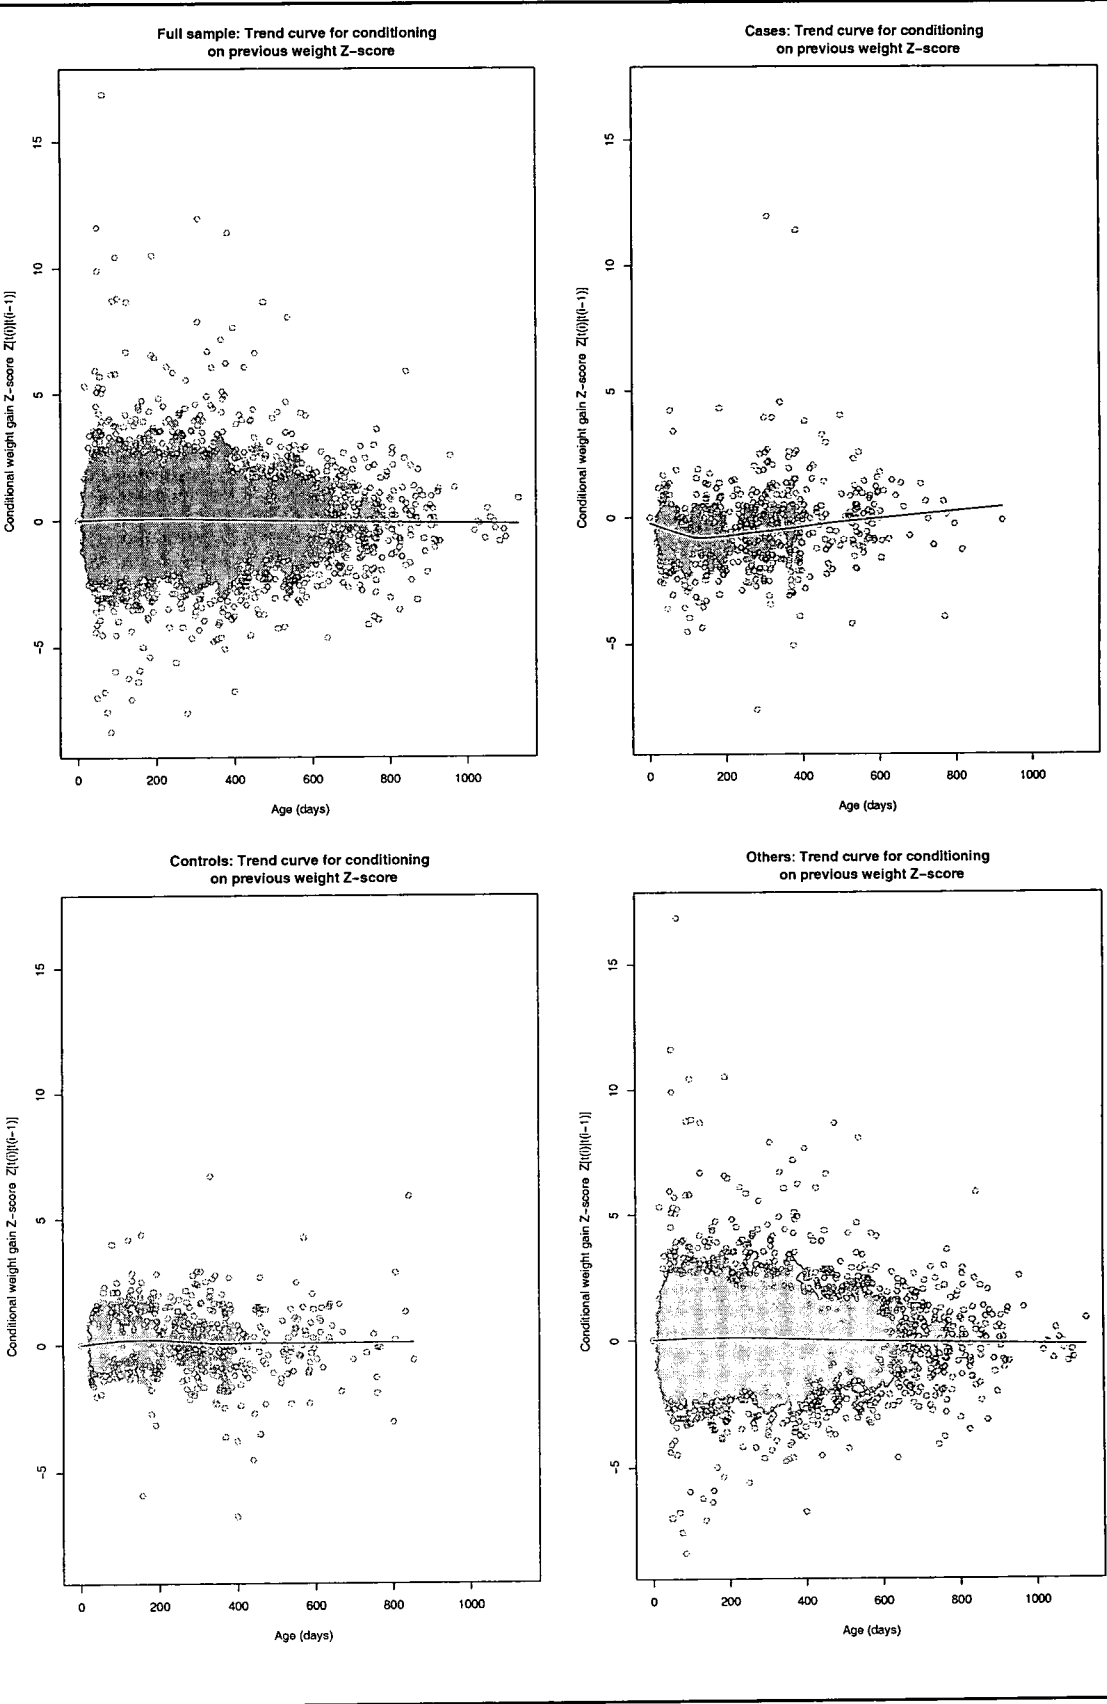 Full sample: Trend curve for conditioning
on previous weight Z−score
Conditional weight gain Z−score Z[t(i)|t(i−1)]
15
10
5
0
−5
0 200 400 600 800 1000
Age (days)
Cases: Trend curve for conditioning
on previous weight Z−score
Conditional weight gain Z−score Z[t(i)|t(i−1)]
15
10
5
0
−5
0 200 400 600 800 1000
Age (days)
Controls: Trend curve for conditioning
on previous weight Z−score
Conditional weight gain Z−score Z[t(i)|t(i−1)]
15
10
5
0
−5
0 200 400 600 800 1000
Age (days)
Others: Trend curve for conditioning
on previous weight Z−score
Conditional weight gain Z−score Z[t(i)|t(i−1)]
15
10
5
0
−5
0 200 400 600 800 1000
Age (days)